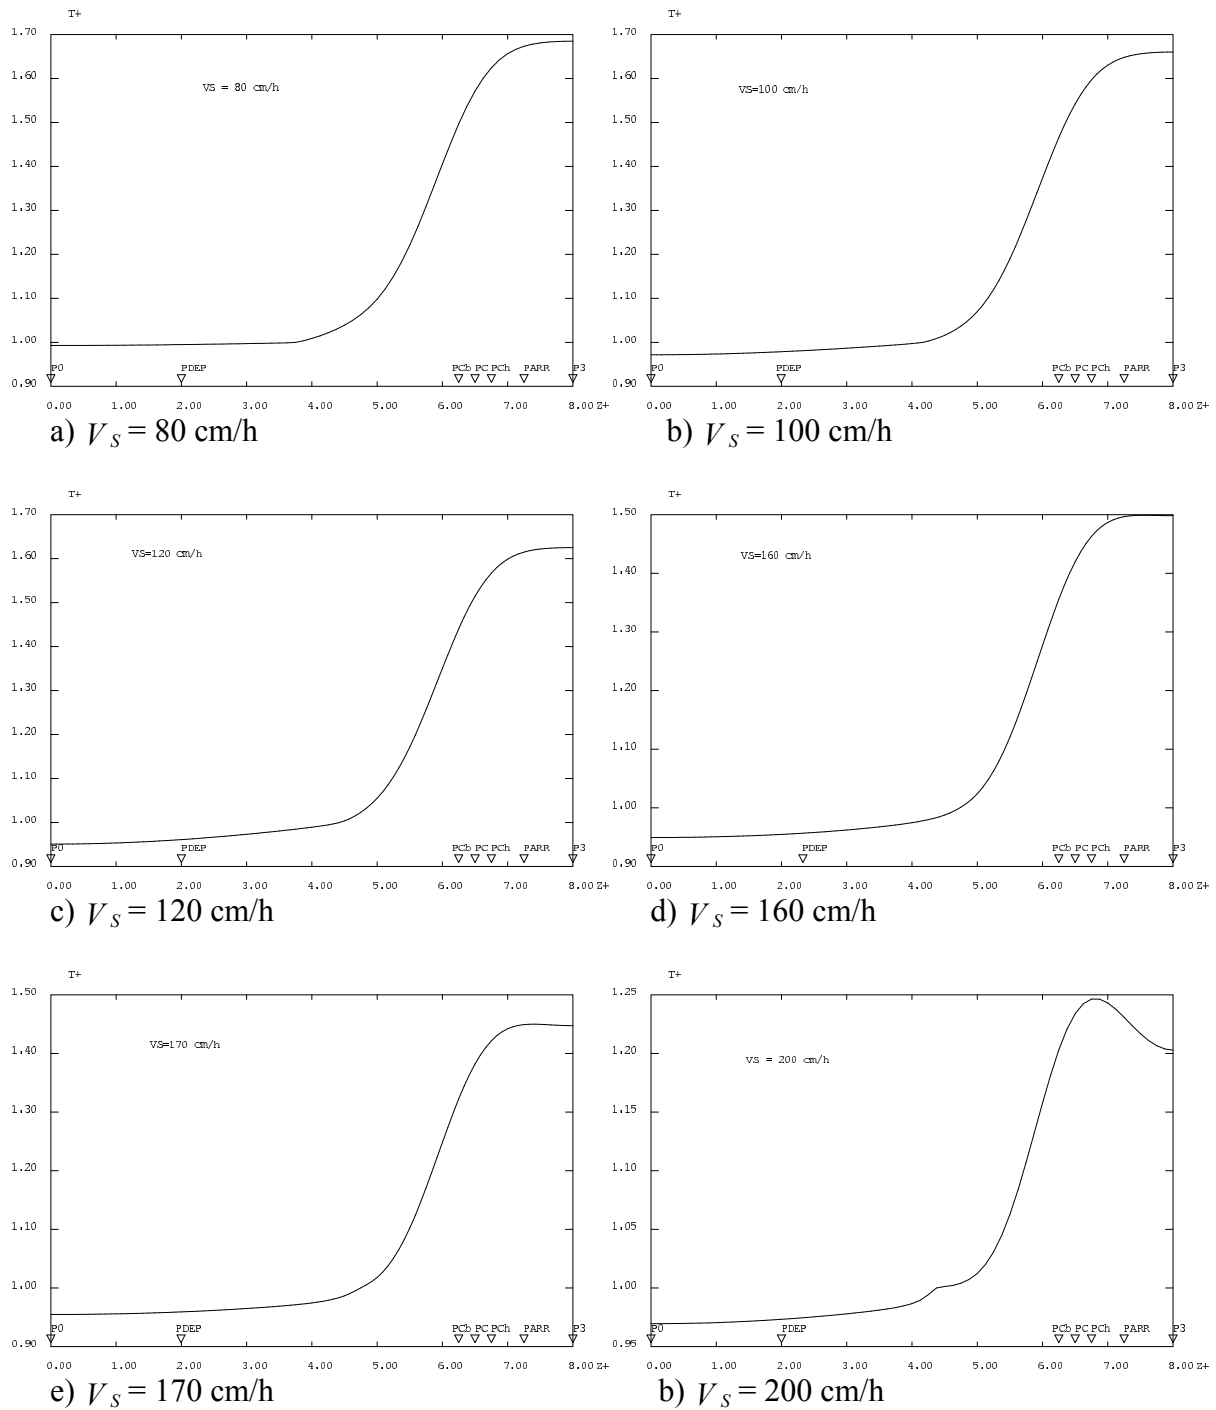 T+ T+
1.70 1.70
1.60 1.60
VS = 80 cm/h VS=100 cm/h
1.50 1.50
1.40 1.40
1.30 1.30
1.20 1.20
1.10 1.10
1.00 1.00
P0 PDEP PCb PC PCh PARR P3 P0 PDEP PCb PC PCh PARR P3
0.90 0.90
0.00 1.00 2.00 3.00 4.00 5.00 6.00 7.00 8.00 Z+ 0.00 1.00 2.00 3.00 4.00 5.00 6.00 7.00 8.00 Z+
a) V_S = 80 cm/h b) V_S = 100 cm/h
T+ T+
1.70 1.50
VS=120 cm/h VS=160 cm/h
1.60
1.40
1.50
1.40 1.30
1.30
1.20
1.20
1.10 1.10
1.00 1.00
P0 PDEP PCb PC PCh PARR P3 P0 PDEP PCb PC PCh PARR P3
0.90 0.90
0.00 1.00 2.00 3.00 4.00 5.00 6.00 7.00 8.00 Z+ 0.00 1.00 2.00 3.00 4.00 5.00 6.00 7.00 8.00 Z+
c) V_S = 120 cm/h d) V_S = 160 cm/h
T+ T+
1.50 1.25
VS=170 cm/h VS = 200 cm/h
1.40 1.20
1.30 1.15
1.20 1.10
1.10 1.05
1.00 1.00
P0 PDEP PCb PC PCh PARR P3 P0 PDEP PCb PC PCh PARR P3
0.90 0.95
0.00 1.00 2.00 3.00 4.00 5.00 6.00 7.00 8.00 Z+ 0.00 1.00 2.00 3.00 4.00 5.00 6.00 7.00 8.00 Z+
e) V_S = 170 cm/h b) V_S = 200 cm/h